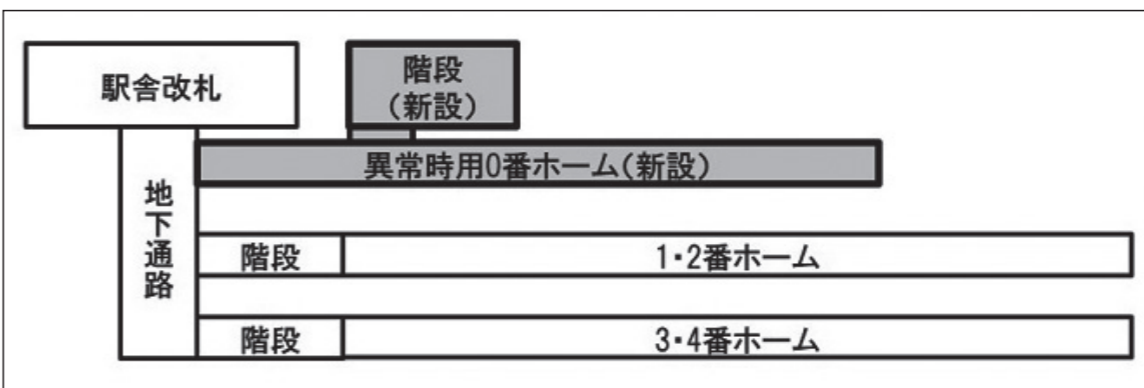 駅舎改札
階段
(新設)
異常時用0番ホーム(新設)
地下通路
階段
1・2番ホーム
階段
3・4番ホーム